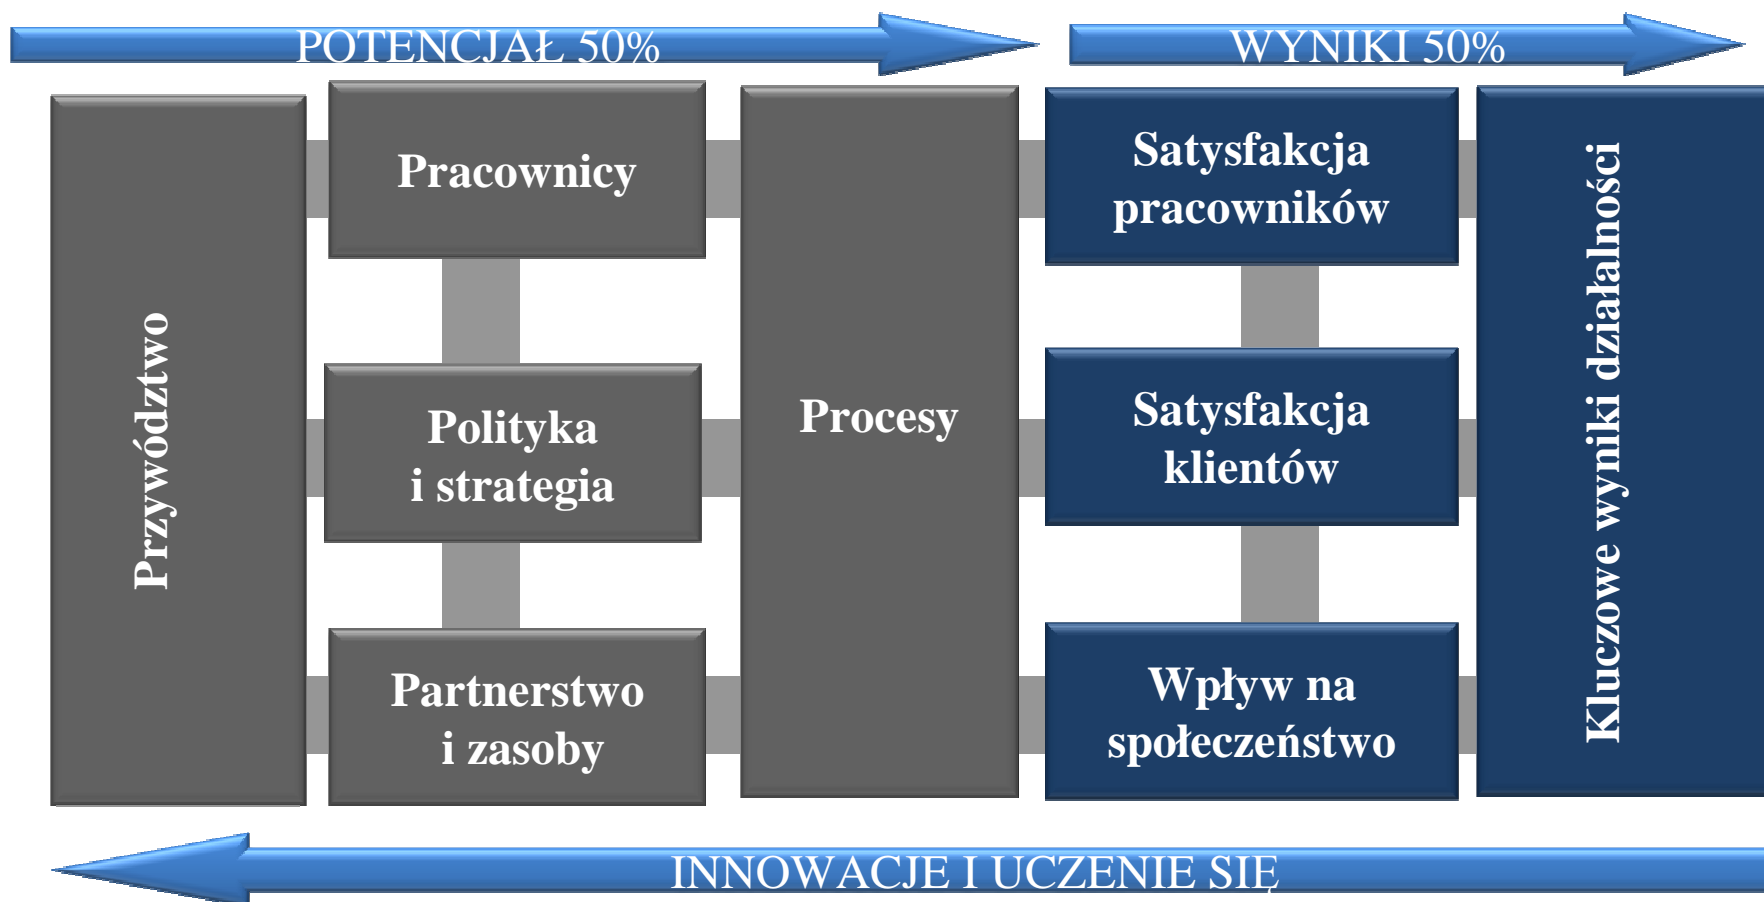 POTENCJAŁ 50%
WYNIKI 50%
Przywództwo
Pracownicy
Polityka
i strategia
Partnerstwo
i zasoby
Procesy
Satysfakcja
pracowników
Satysfakcja
klientów
Wpływ na
społeczeństwo
Kluczowe wyniki działalności
INNOWACJE I UCZENIE SIĘ